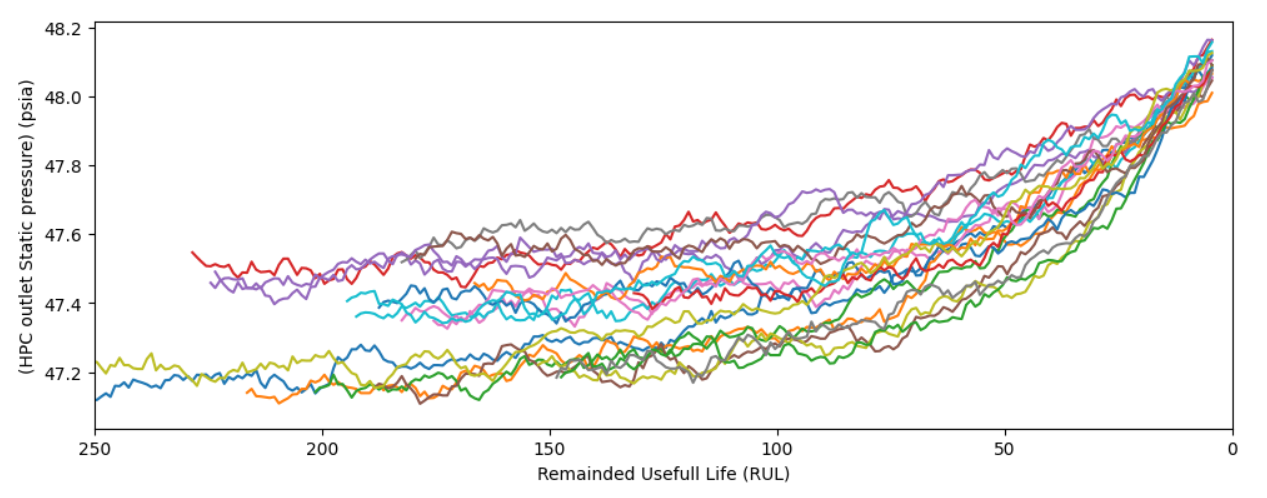 48.2
48.0
47.8
47.6
47.4
47.2
(HPC outlet Static pressure) (psia)
250 200 150 100 50 0
Remainded Usefull Life (RUL)